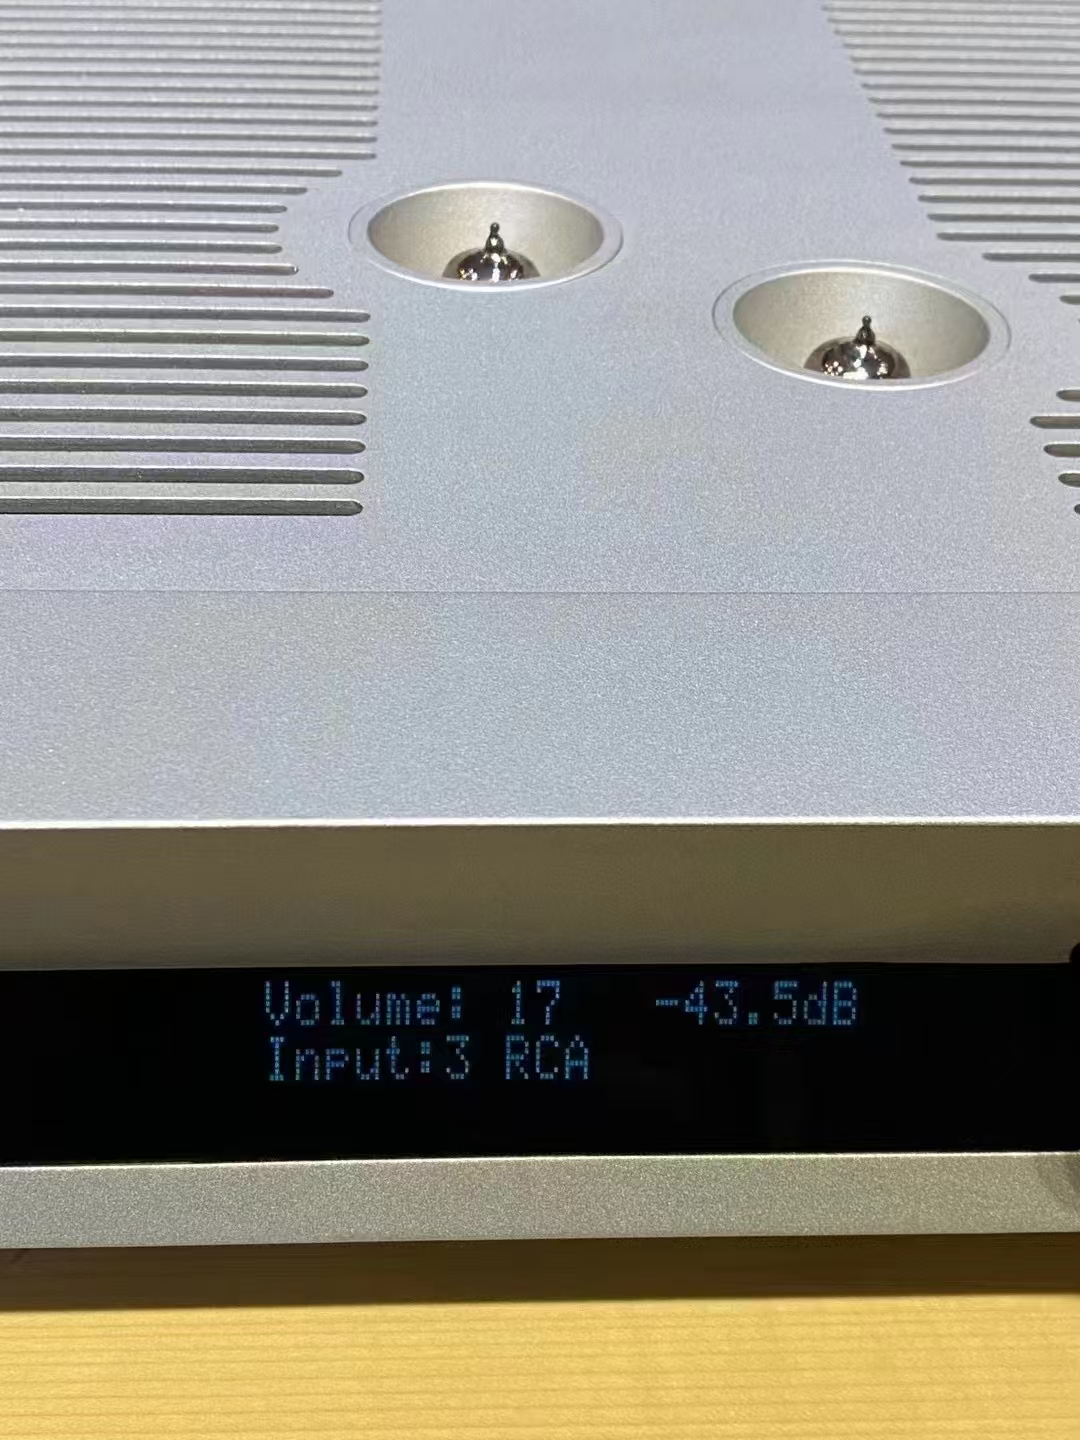 Volume: 17 -43.5dB
Input:3 RCA